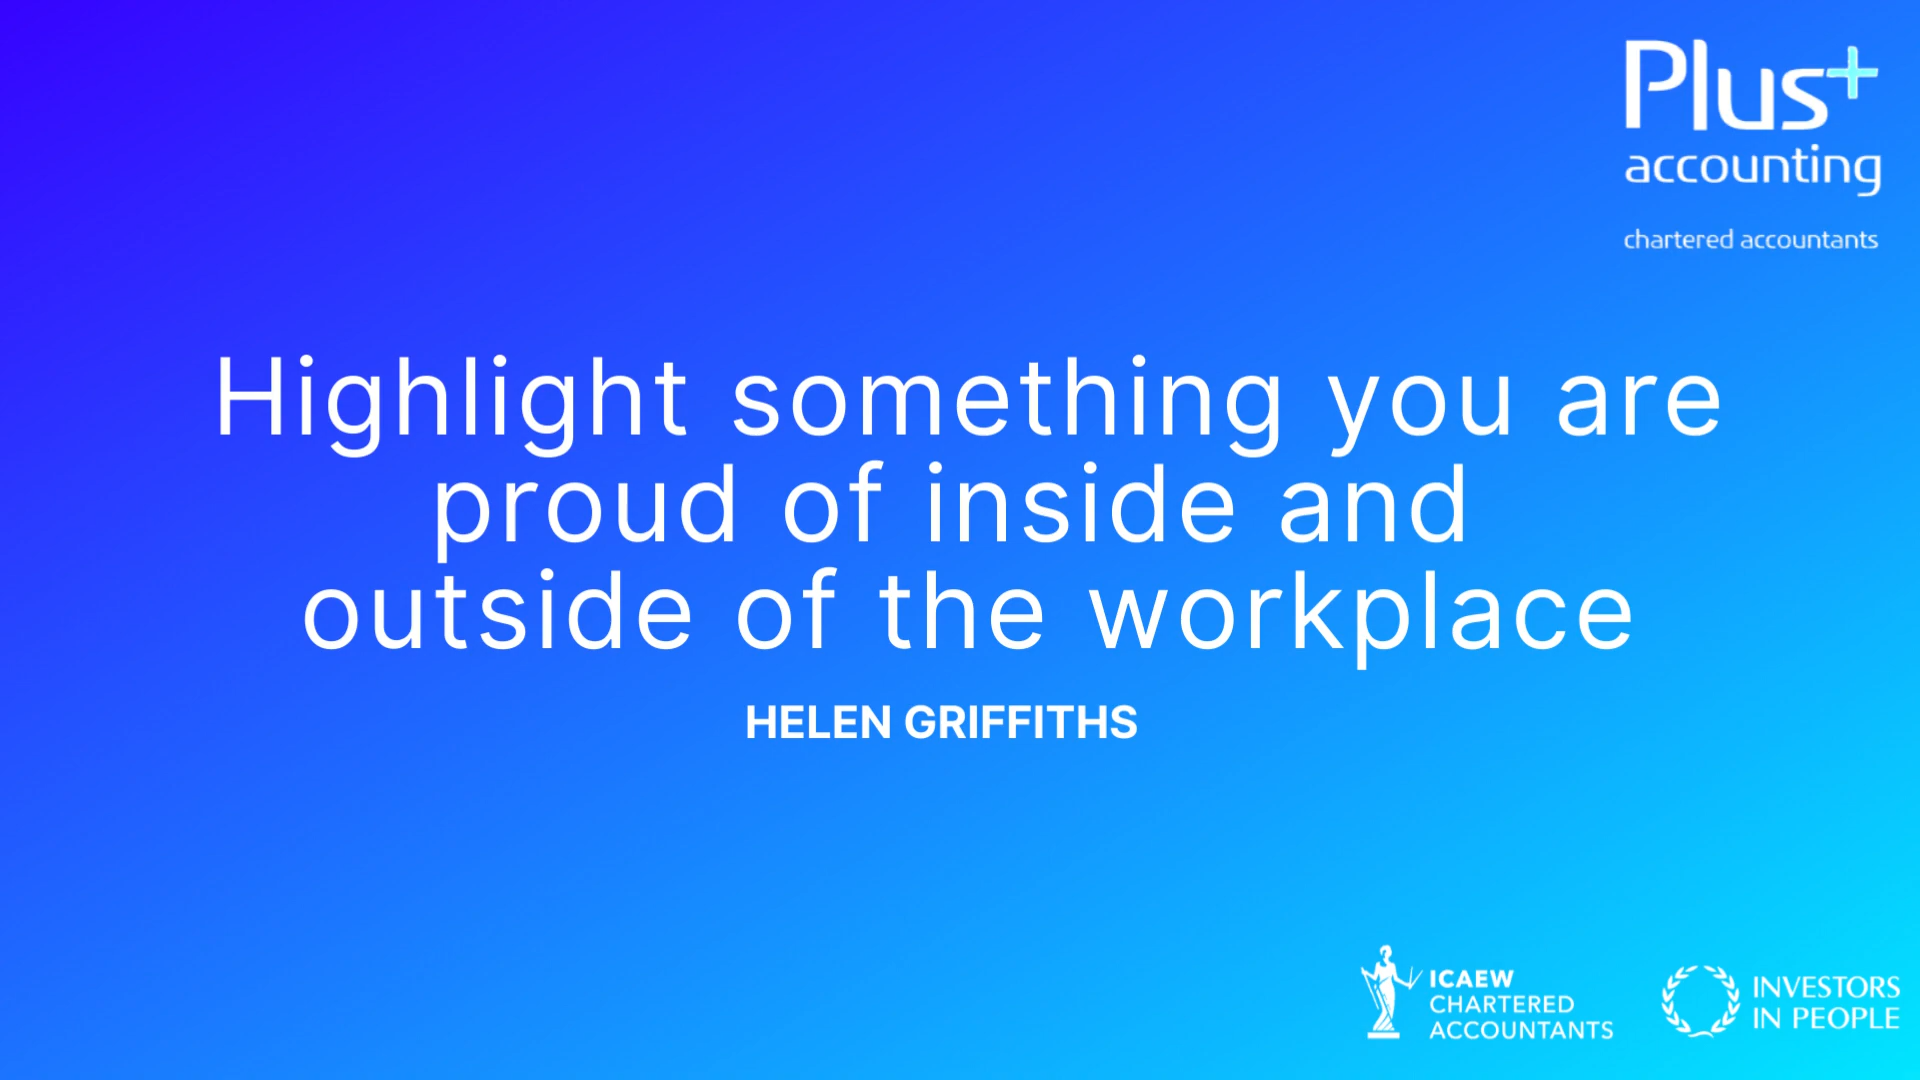 Plus+
accounting
chartered accountants
Highlight something you are
proud of inside and
outside of the workplace
HELEN GRIFFITHS
ICAEW
CHARTERED
ACCOUNTANTS
INVESTORS
IN PEOPLE